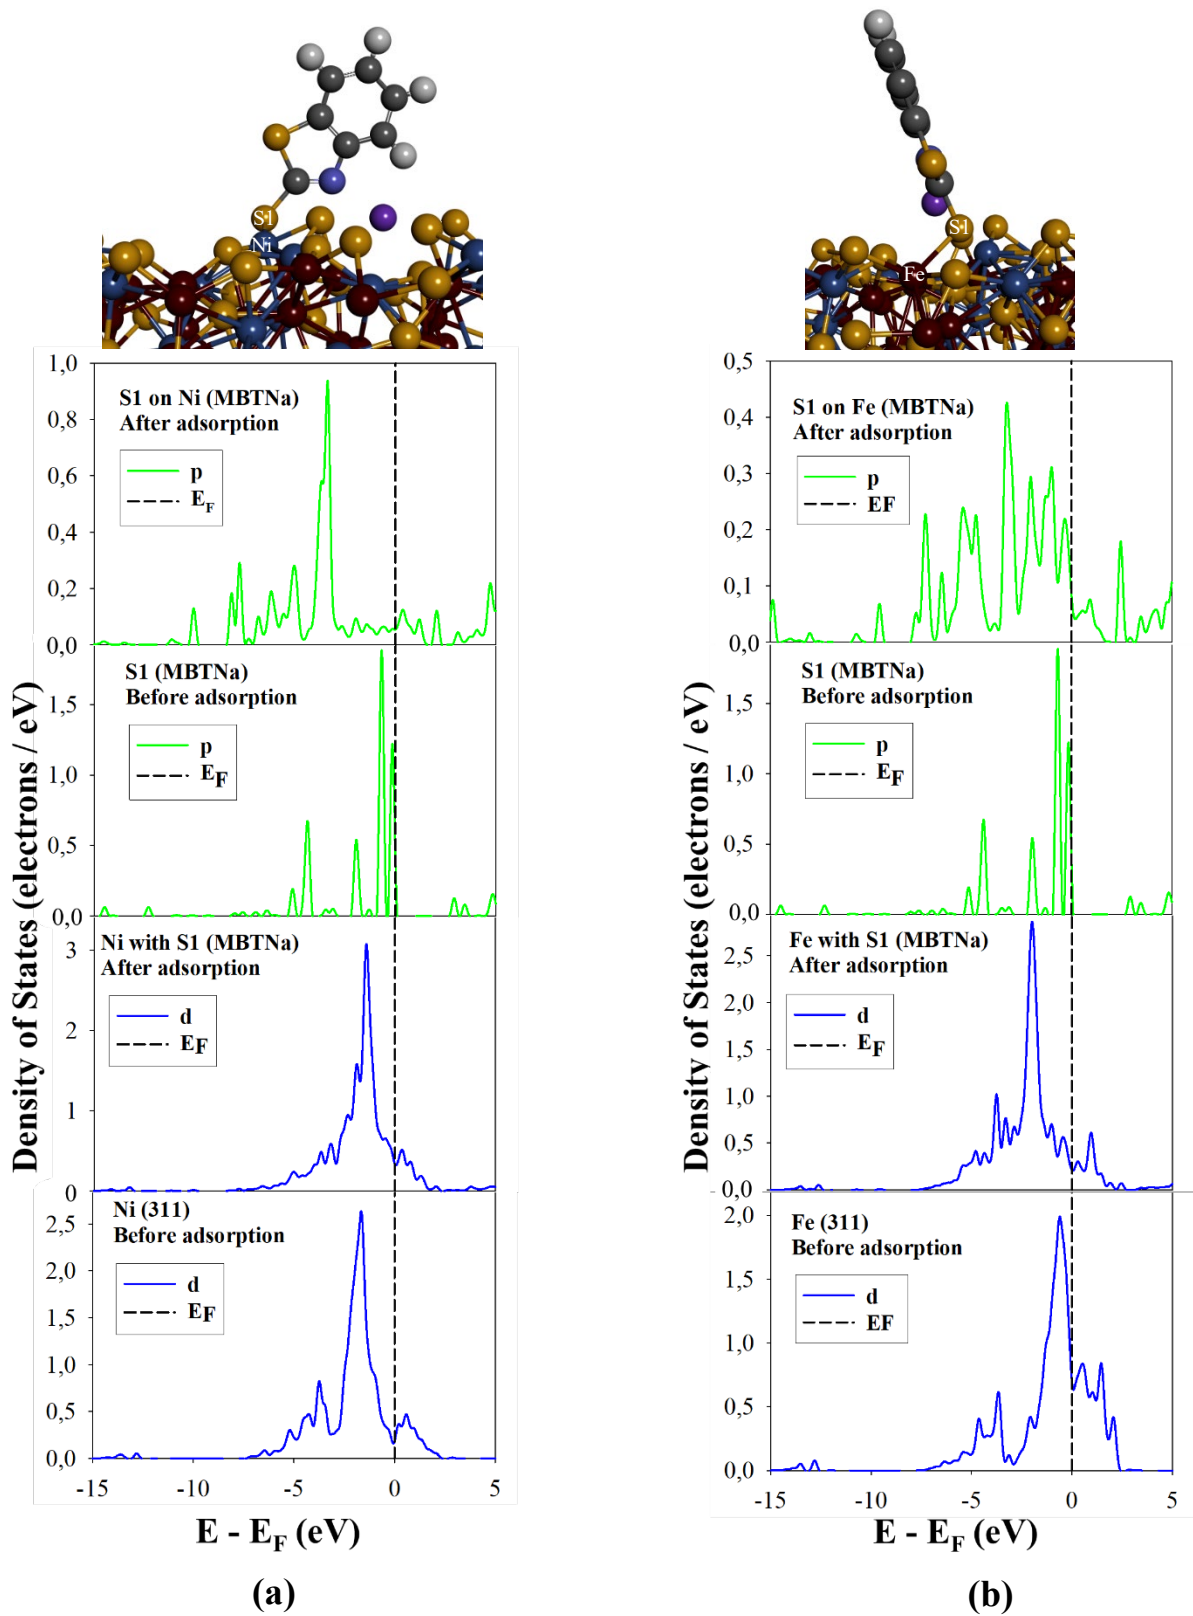 S1
Ni
S1
Fe
Density of States (electrons / eV)
1,0
0,8
0,6
0,4
0,2
0,0
S1 on Ni (MBTNa)
After adsorption
p
EF
1,5
1,0
0,5
0,0
S1 (MBTNa)
Before adsorption
p
EF
3
2
1
0
Ni with S1 (MBTNa)
After adsorption
d
EF
2,5
2,0
1,5
1,0
0,5
0,0
Ni (311)
Before adsorption
d
EF
-15 -10 -5 0 5
E - EF (eV)
(a)
Density of States (electrons / eV)
0,5
0,4
0,3
0,2
0,1
0,0
S1 on Fe (MBTNa)
After adsorption
p
EF
1,5
1,0
0,5
0,0
S1 (MBTNa)
Before adsorption
p
EF
2,5
2,0
1,5
1,0
0,5
0,0
Fe with S1 (MBTNa)
After adsorption
d
EF
2,0
1,5
1,0
0,5
0,0
Fe (311)
Before adsorption
d
EF
-15 -10 -5 0 5
E - EF (eV)
(b)